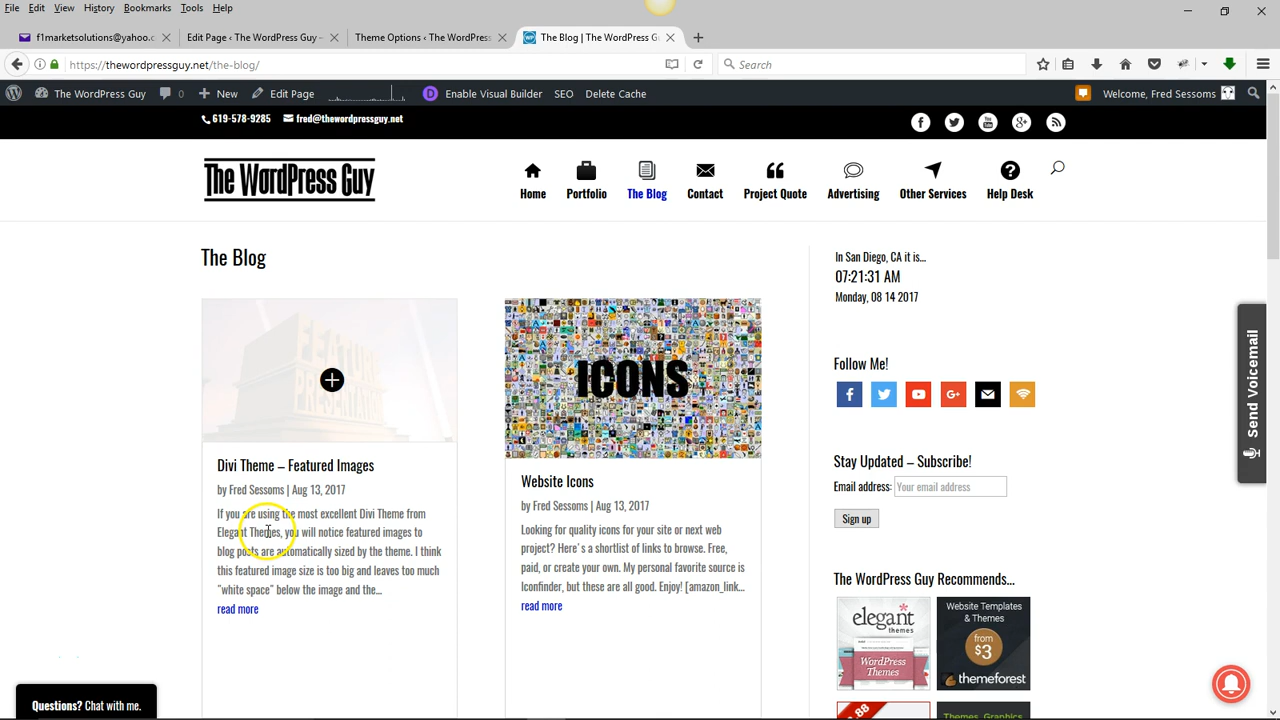 File Edit View History Bookmarks Tools Help
f1marketsolutions@yahoo.c
Edit Page < The WordPress Guy –
Theme Options < The WordPress
The Blog | The WordPress Gu
https://thewordpressguy.net/the-blog/
Search
The WordPress Guy 0 New Edit Page Enable Visual Builder SEO Delete Cache Welcome, Fred Sessoms
619-578-9285 fred@thewordpressguy.net
The WordPress Guy
Home Portfolio The Blog Contact Project Quote Advertising Other Services Help Desk
The Blog
Divi Theme – Featured Images
by Fred Sessoms | Aug 13, 2017
If you are using the most excellent Divi Theme from
Elegant Themes, you will notice featured images to
blog posts are automatically sized by the theme. I think
this featured image size is too big and leaves too much
"white space" below the image and the...
read more
ICONS
Website Icons
by Fred Sessoms | Aug 13, 2017
Looking for quality icons for your site or next web
project? Here's a shortlist of links to browse. Free,
paid, or create your own. My personal favorite source is
Iconfinder, but these are all good. Enjoy! [amazon_link...
read more
In San Diego, CA it is...
07:21:31 AM
Monday, 08 14 2017
Follow Me!
Stay Updated – Subscribe!
Email address: Your email address
Sign up
The WordPress Guy Recommends...
elegant
themes
WordPress
Themes
Website Templates
& Themes
from
$3
themeforest
Themes, Graphics
Send Voicemail
Questions? Chat with me.